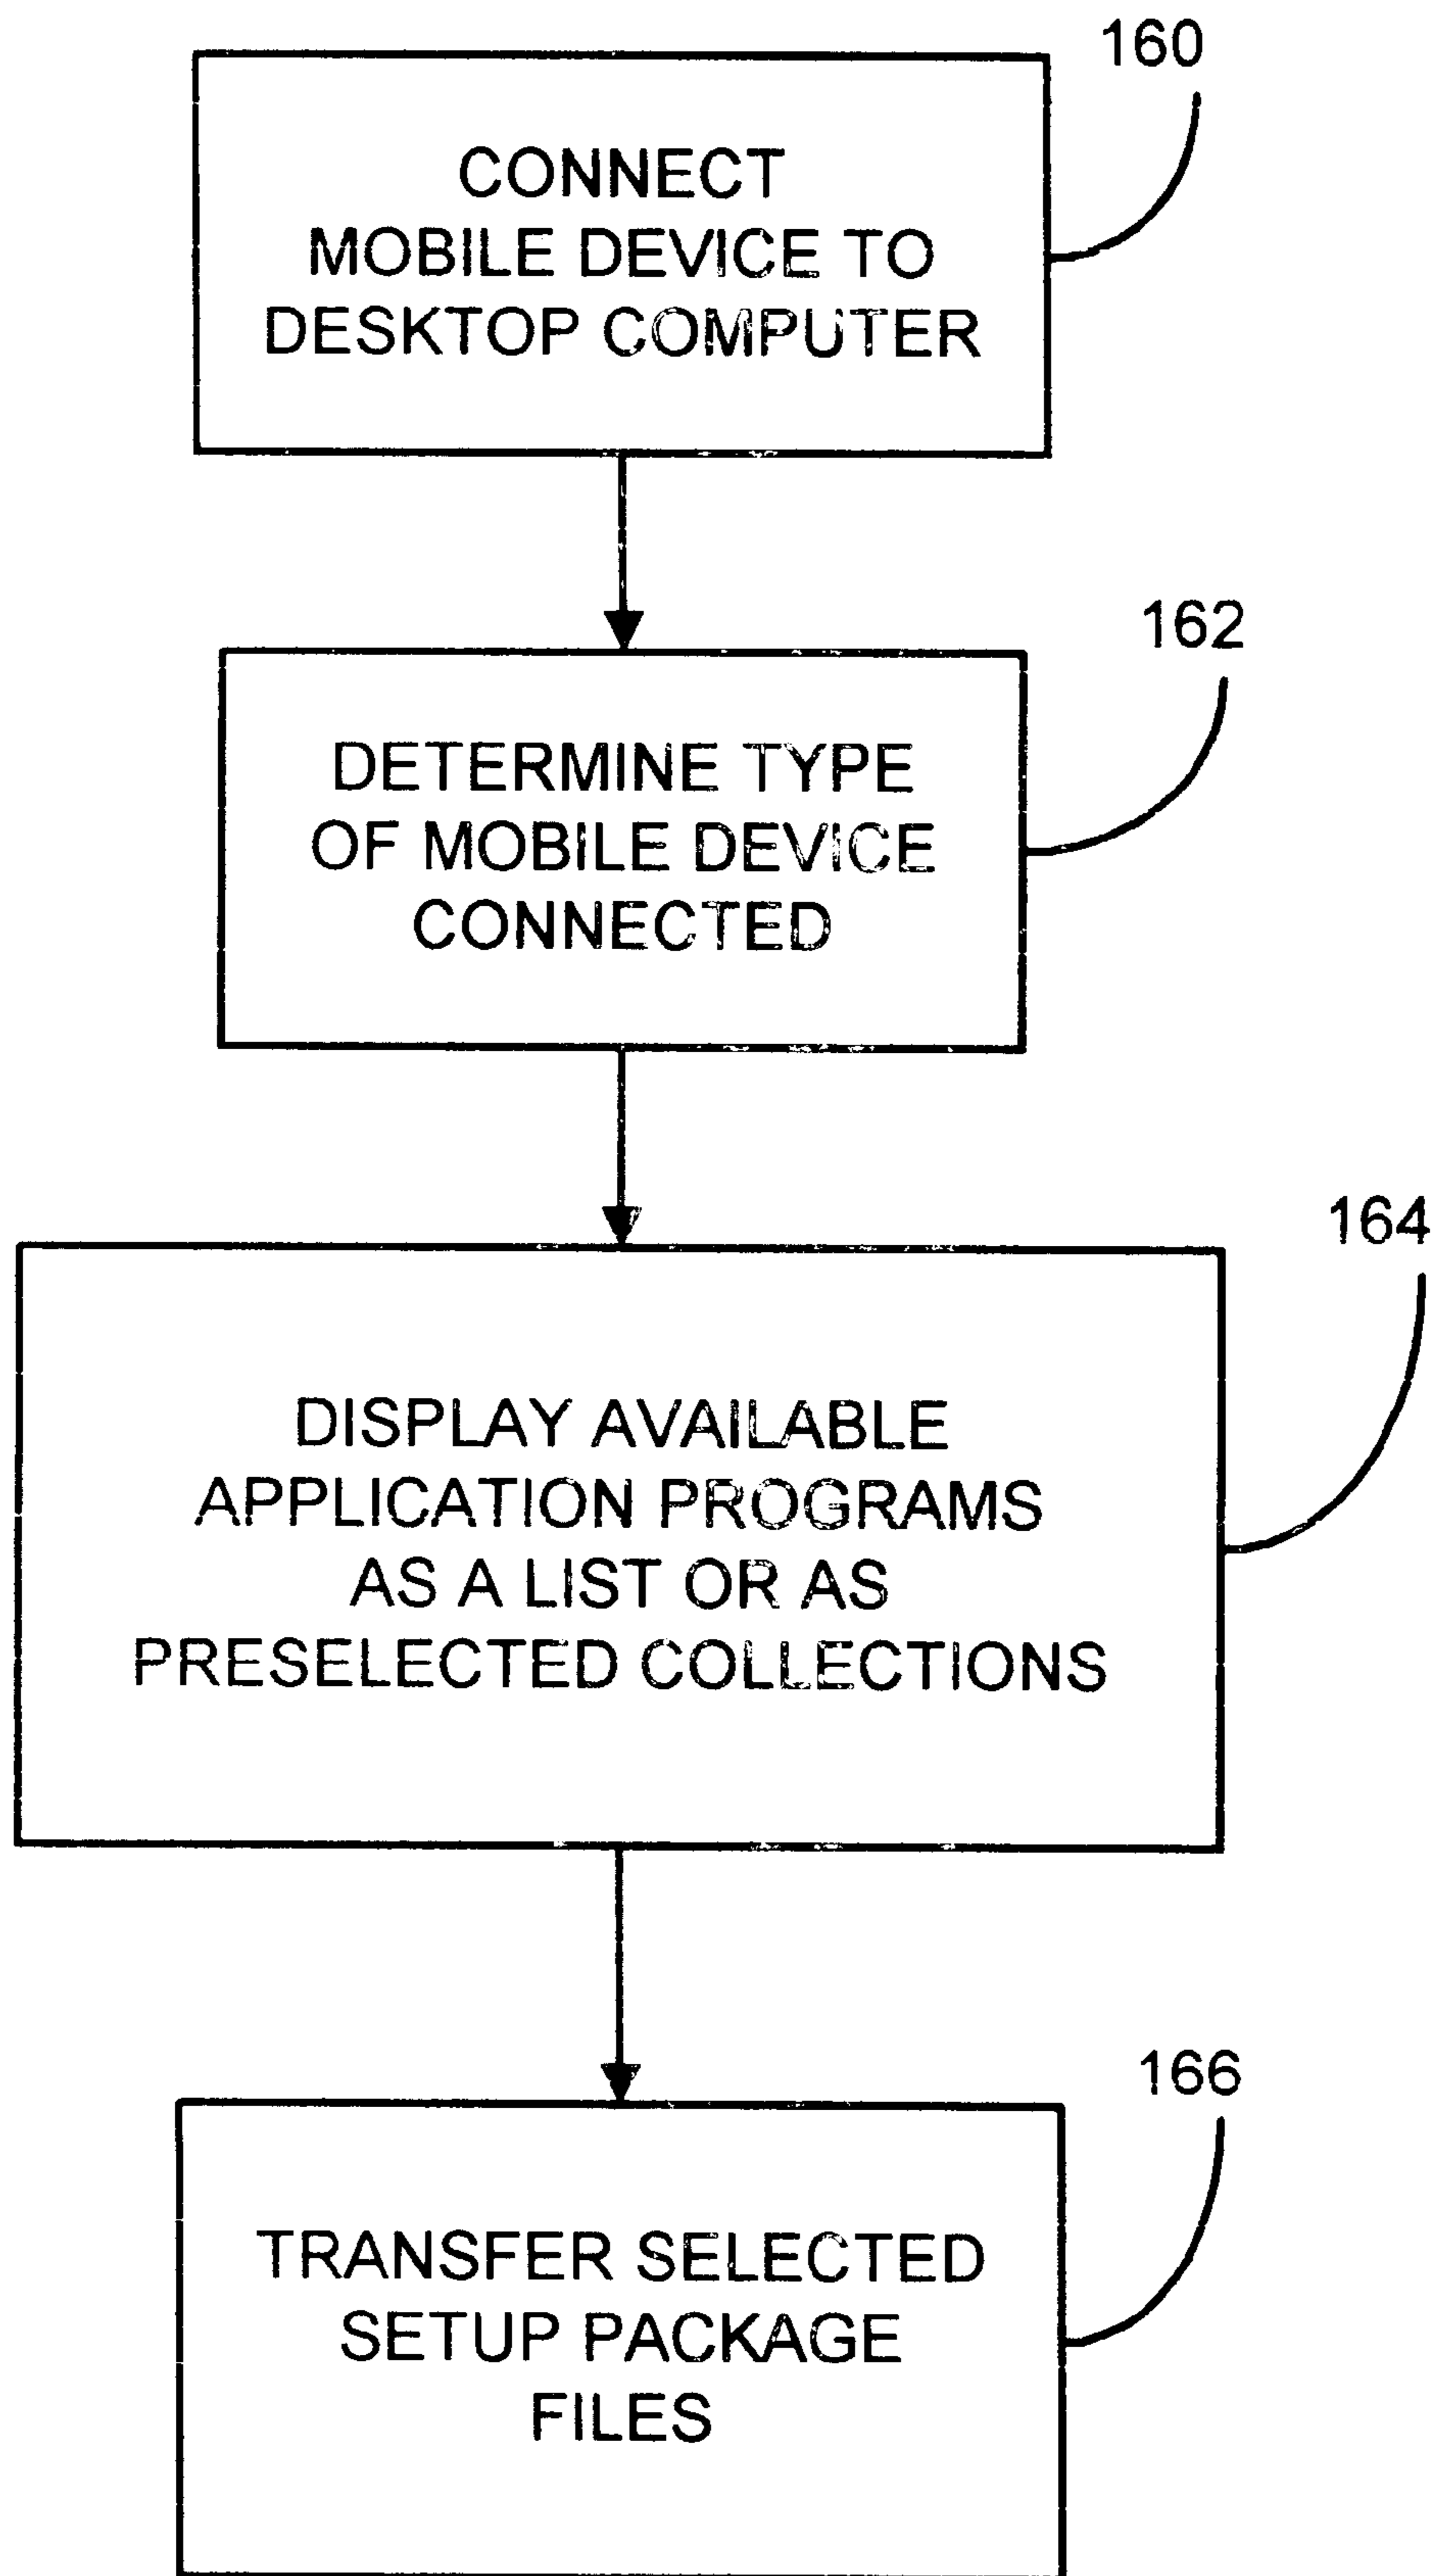 160
CONNECT
MOBILE DEVICE TO
DESKTOP COMPUTER
162
DETERMINE TYPE
OF MOBILE DEVICE
CONNECTED
164
DISPLAY AVAILABLE
APPLICATION PROGRAMS
AS A LIST OR AS
PRESELECTED COLLECTIONS
166
TRANSFER SELECTED
SETUP PACKAGE
FILES